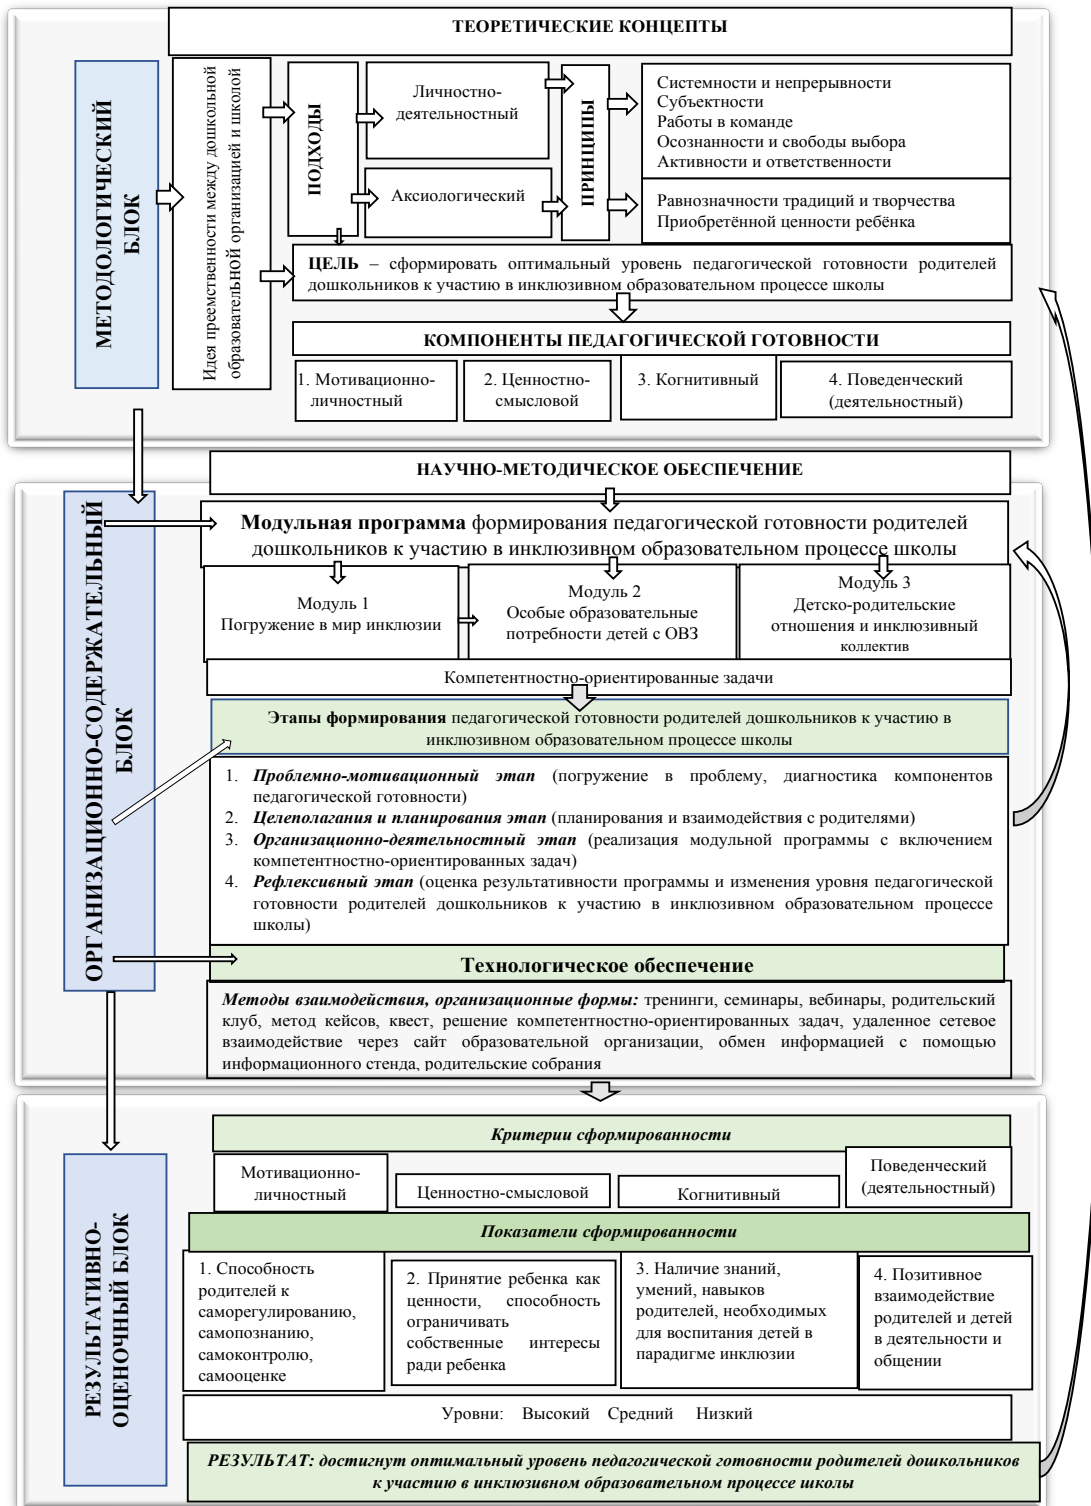 ТЕОРЕТИЧЕСКИЕ КОНЦЕПТЫ
МЕТОДОЛОГИЧЕСКИЙ
БЛОК
Идея преемственности между дошкольной
образовательной организацией и школой
ПОДХОДЫ
Личностно-
деятельностный
Аксиологический
ПРИНЦИПЫ
Системности и непрерывности
Субъектности
Работы в команде
Осознанности и свободы выбора
Активности и ответственности
Равнозначности традиций и творчества
Приобретённой ценности ребёнка
ЦЕЛЬ – сформировать оптимальный уровень педагогической готовности родителей
дошкольников к участию в инклюзивном образовательном процессе школы
КОМПОНЕНТЫ ПЕДАГОГИЧЕСКОЙ ГОТОВНОСТИ
1. Мотивационно-
личностный
2. Ценностно-
смысловой
3. Когнитивный
4. Поведенческий
(деятельностный)
НАУЧНО-МЕТОДИЧЕСКОЕ ОБЕСПЕЧЕНИЕ
ОРГАНИЗАЦИОННО-СОДЕРЖАТЕЛЬНЫЙ
БЛОК
Модульная программа формирования педагогической готовности родителей
дошкольников к участию в инклюзивном образовательном процессе школы
Модуль 1
Погружение в мир инклюзии
Модуль 2
Особые образовательные
потребности детей с ОВЗ
Модуль 3
Детско-родительские
отношения и инклюзивный
коллектив
Компетентностно-ориентированные задачи
Этапы формирования педагогической готовности родителей дошкольников к участию в
инклюзивном образовательном процессе школы
1. Проблемно-мотивационный этап (погружение в проблему, диагностика компонентов
педагогической готовности)
2. Целеполагания и планирования этап (планирования и взаимодействия с родителями)
3. Организационно-деятельностный этап (реализация модульной программы с включением
компетентностно-ориентированных задач)
4. Рефлексивный этап (оценка результативности программы и изменения уровня педагогической
готовности родителей дошкольников к участию в инклюзивном образовательном процессе
школы)
Технологическое обеспечение
Методы взаимодействия, организационные формы: тренинги, семинары, вебинары, родительский
клуб, метод кейсов, квест, решение компетентностно-ориентированных задач, удаленное сетевое
взаимодействие через сайт образовательной организации, обмен информацией с помощью
информационного стенда, родительские собрания
РЕЗУЛЬТАТИВНО-
ОЦЕНОЧНЫЙ БЛОК
Критерии сформированности
Мотивационно-
личностный
Ценностно-смысловой
Когнитивный
Поведенческий
(деятельностный)
Показатели сформированности
1. Способность
родителей к
саморегулированию,
самопознанию,
самоконтролю,
самооценке
2. Принятие ребенка как
ценности, способность
ограничивать
собственные интересы
ради ребенка
3. Наличие знаний,
умений, навыков
родителей, необходимых
для воспитания детей в
парадигме инклюзии
4. Позитивное
взаимодействие
родителей и детей
в деятельности и
общении
Уровни: Высокий Средний Низкий
РЕЗУЛЬТАТ: достигнут оптимальный уровень педагогической готовности родителей дошкольников
к участию в инклюзивном образовательном процессе школы